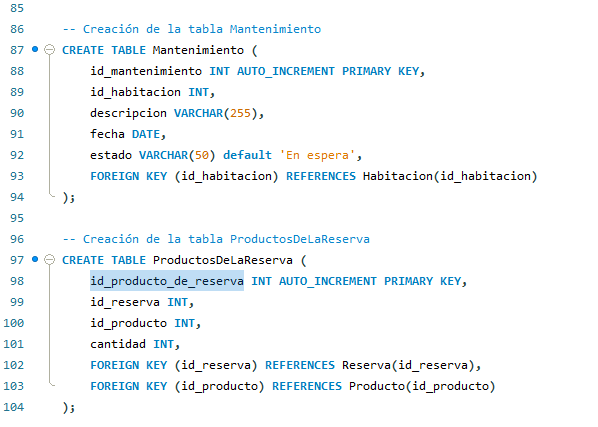 85
86 -- Creación de la tabla Mantenimiento
87 CREATE TABLE Mantenimiento (
88 id_mantenimiento INT AUTO_INCREMENT PRIMARY KEY,
89 id_habitacion INT,
90 descripcion VARCHAR(255),
91 fecha DATE,
92 estado VARCHAR(50) default 'En espera',
93 FOREIGN KEY (id_habitacion) REFERENCES Habitacion(id_habitacion)
94 );
95
96 -- Creación de la tabla ProductosDeLaReserva
97 CREATE TABLE ProductosDeLaReserva (
98 id_producto_de_reserva INT AUTO_INCREMENT PRIMARY KEY,
99 id_reserva INT,
100 id_producto INT,
101 cantidad INT,
102 FOREIGN KEY (id_reserva) REFERENCES Reserva(id_reserva),
103 FOREIGN KEY (id_producto) REFERENCES Producto(id_producto)
104 );